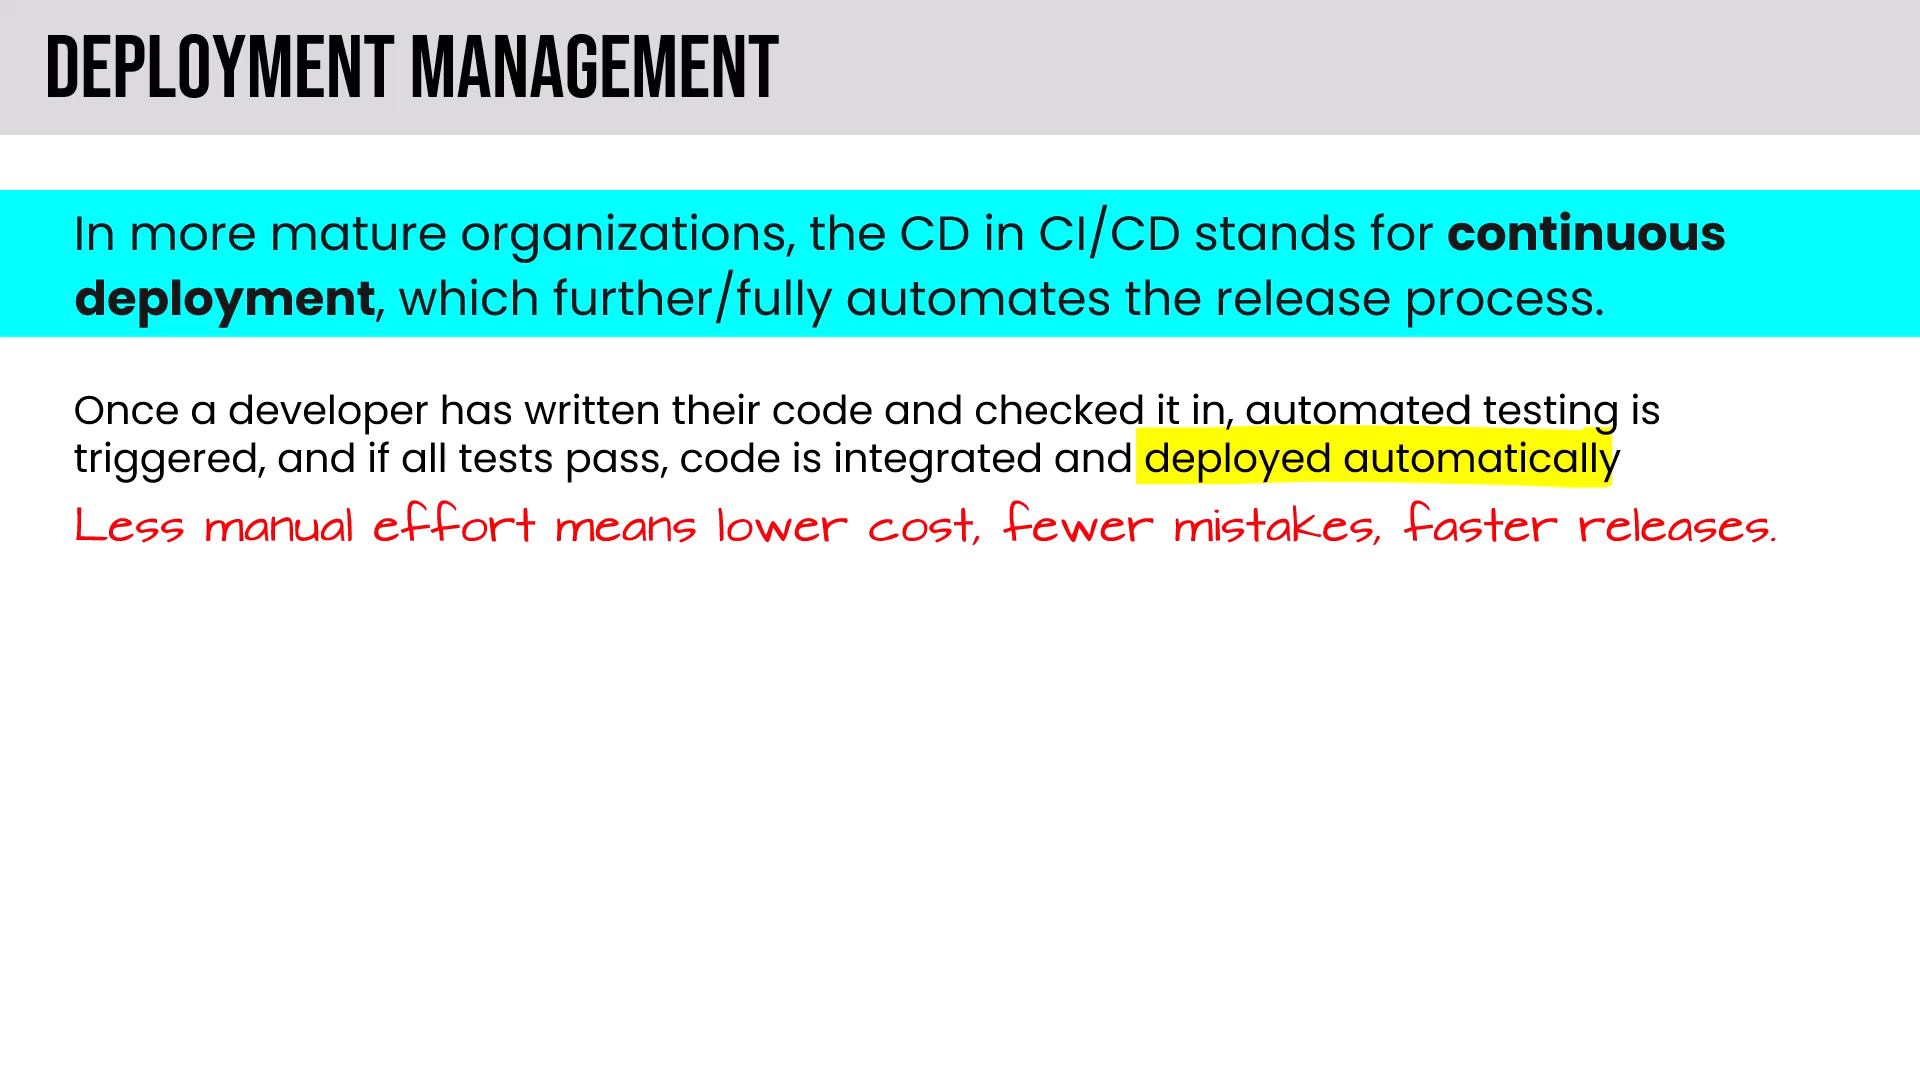 DEPLOYMENT MANAGEMENT
In more mature organizations, the CD in CI/CD stands for continuous
deployment, which further/fully automates the release process.
Once a developer has written their code and checked it in, automated testing is
triggered, and if all tests pass, code is integrated and deployed automatically
Less manual effort means lower cost, fewer mistakes, faster releases.